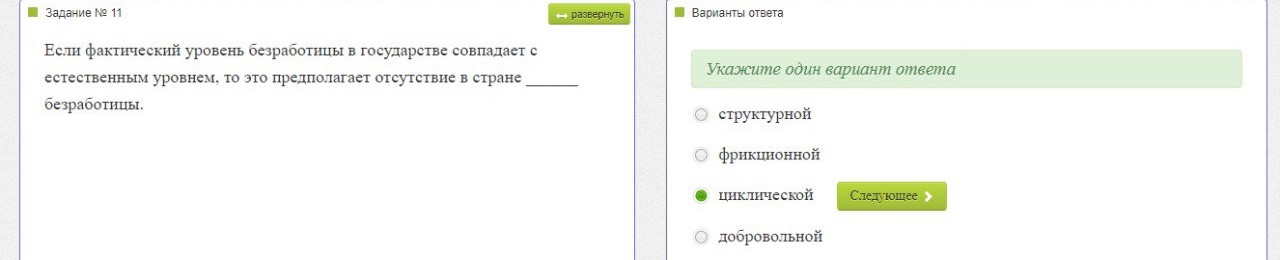 Задание № 11
развернуть
Если фактический уровень безработицы в государстве совпадает с
естественным уровнем, то это предполагает отсутствие в стране ______
безработицы.
Варианты ответа
Укажите один вариант ответа
структурной
фрикционной
циклической
Следующее
добровольной